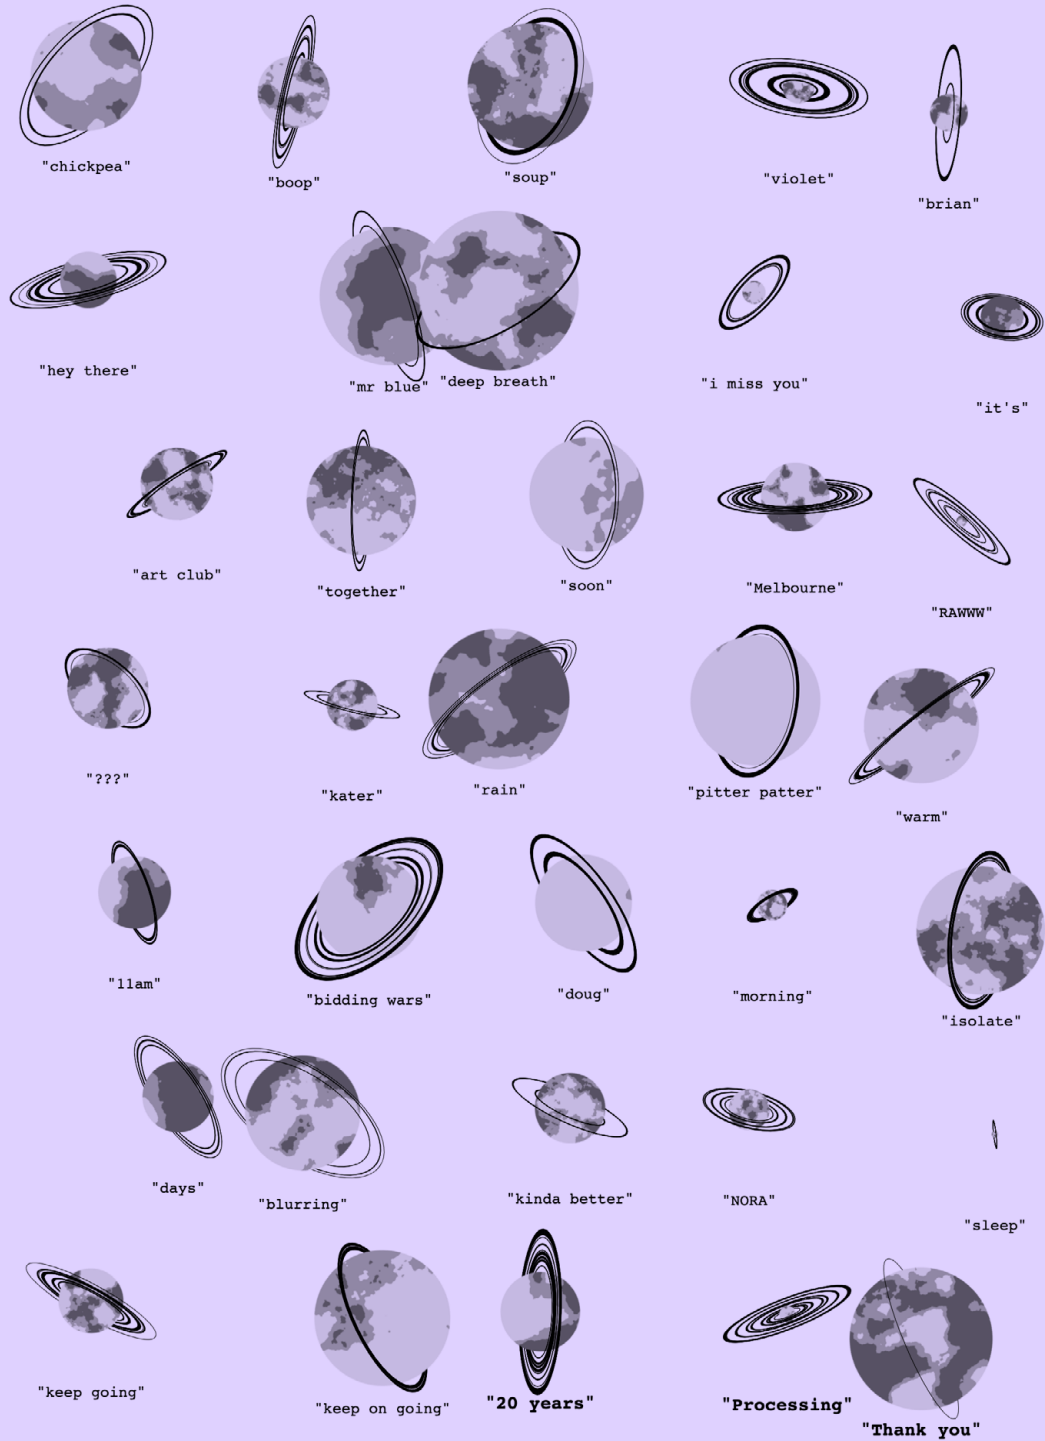 "chickpea"
"boop"
"soup"
"violet"
"brian"
"hey there"
"mr blue"
"deep breath"
"i miss you"
"it's"
"art club"
"together"
"soon"
"Melbourne"
"RAWWW"
"???"
"kater"
"rain"
"pitter patter"
"warm"
"11am"
"bidding wars"
"doug"
"morning"
"isolate"
"days"
"blurring"
"kinda better"
"NORA"
"sleep"
"keep going"
"keep on going"
"20 years"
"Processing"
"Thank you"